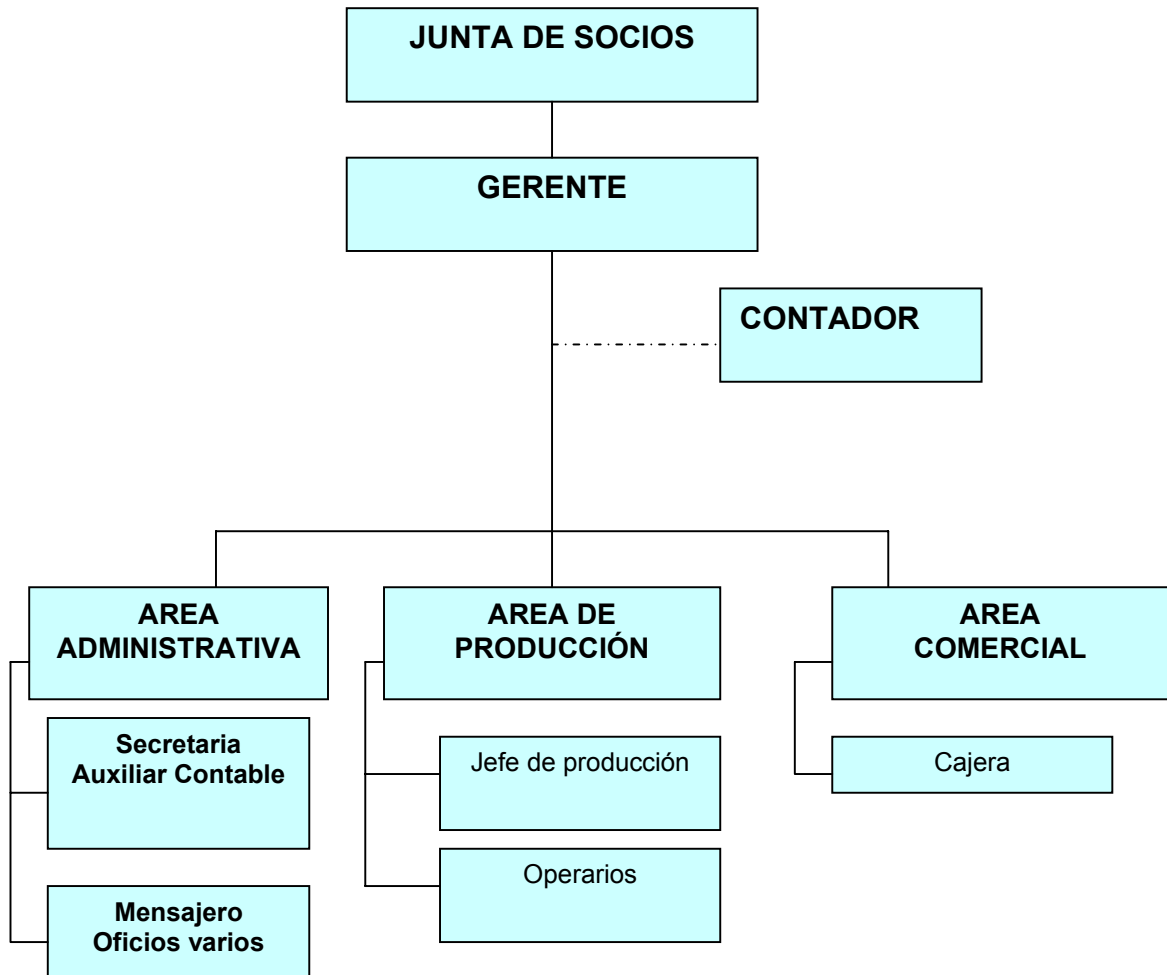 JUNTA DE SOCIOS
GERENTE
CONTADOR
AREA
ADMINISTRATIVA
AREA DE
PRODUCCIÓN
AREA
COMERCIAL
Secretaria
Auxiliar Contable
Jefe de producción
Cajera
Operarios
Mensajero
Oficios varios